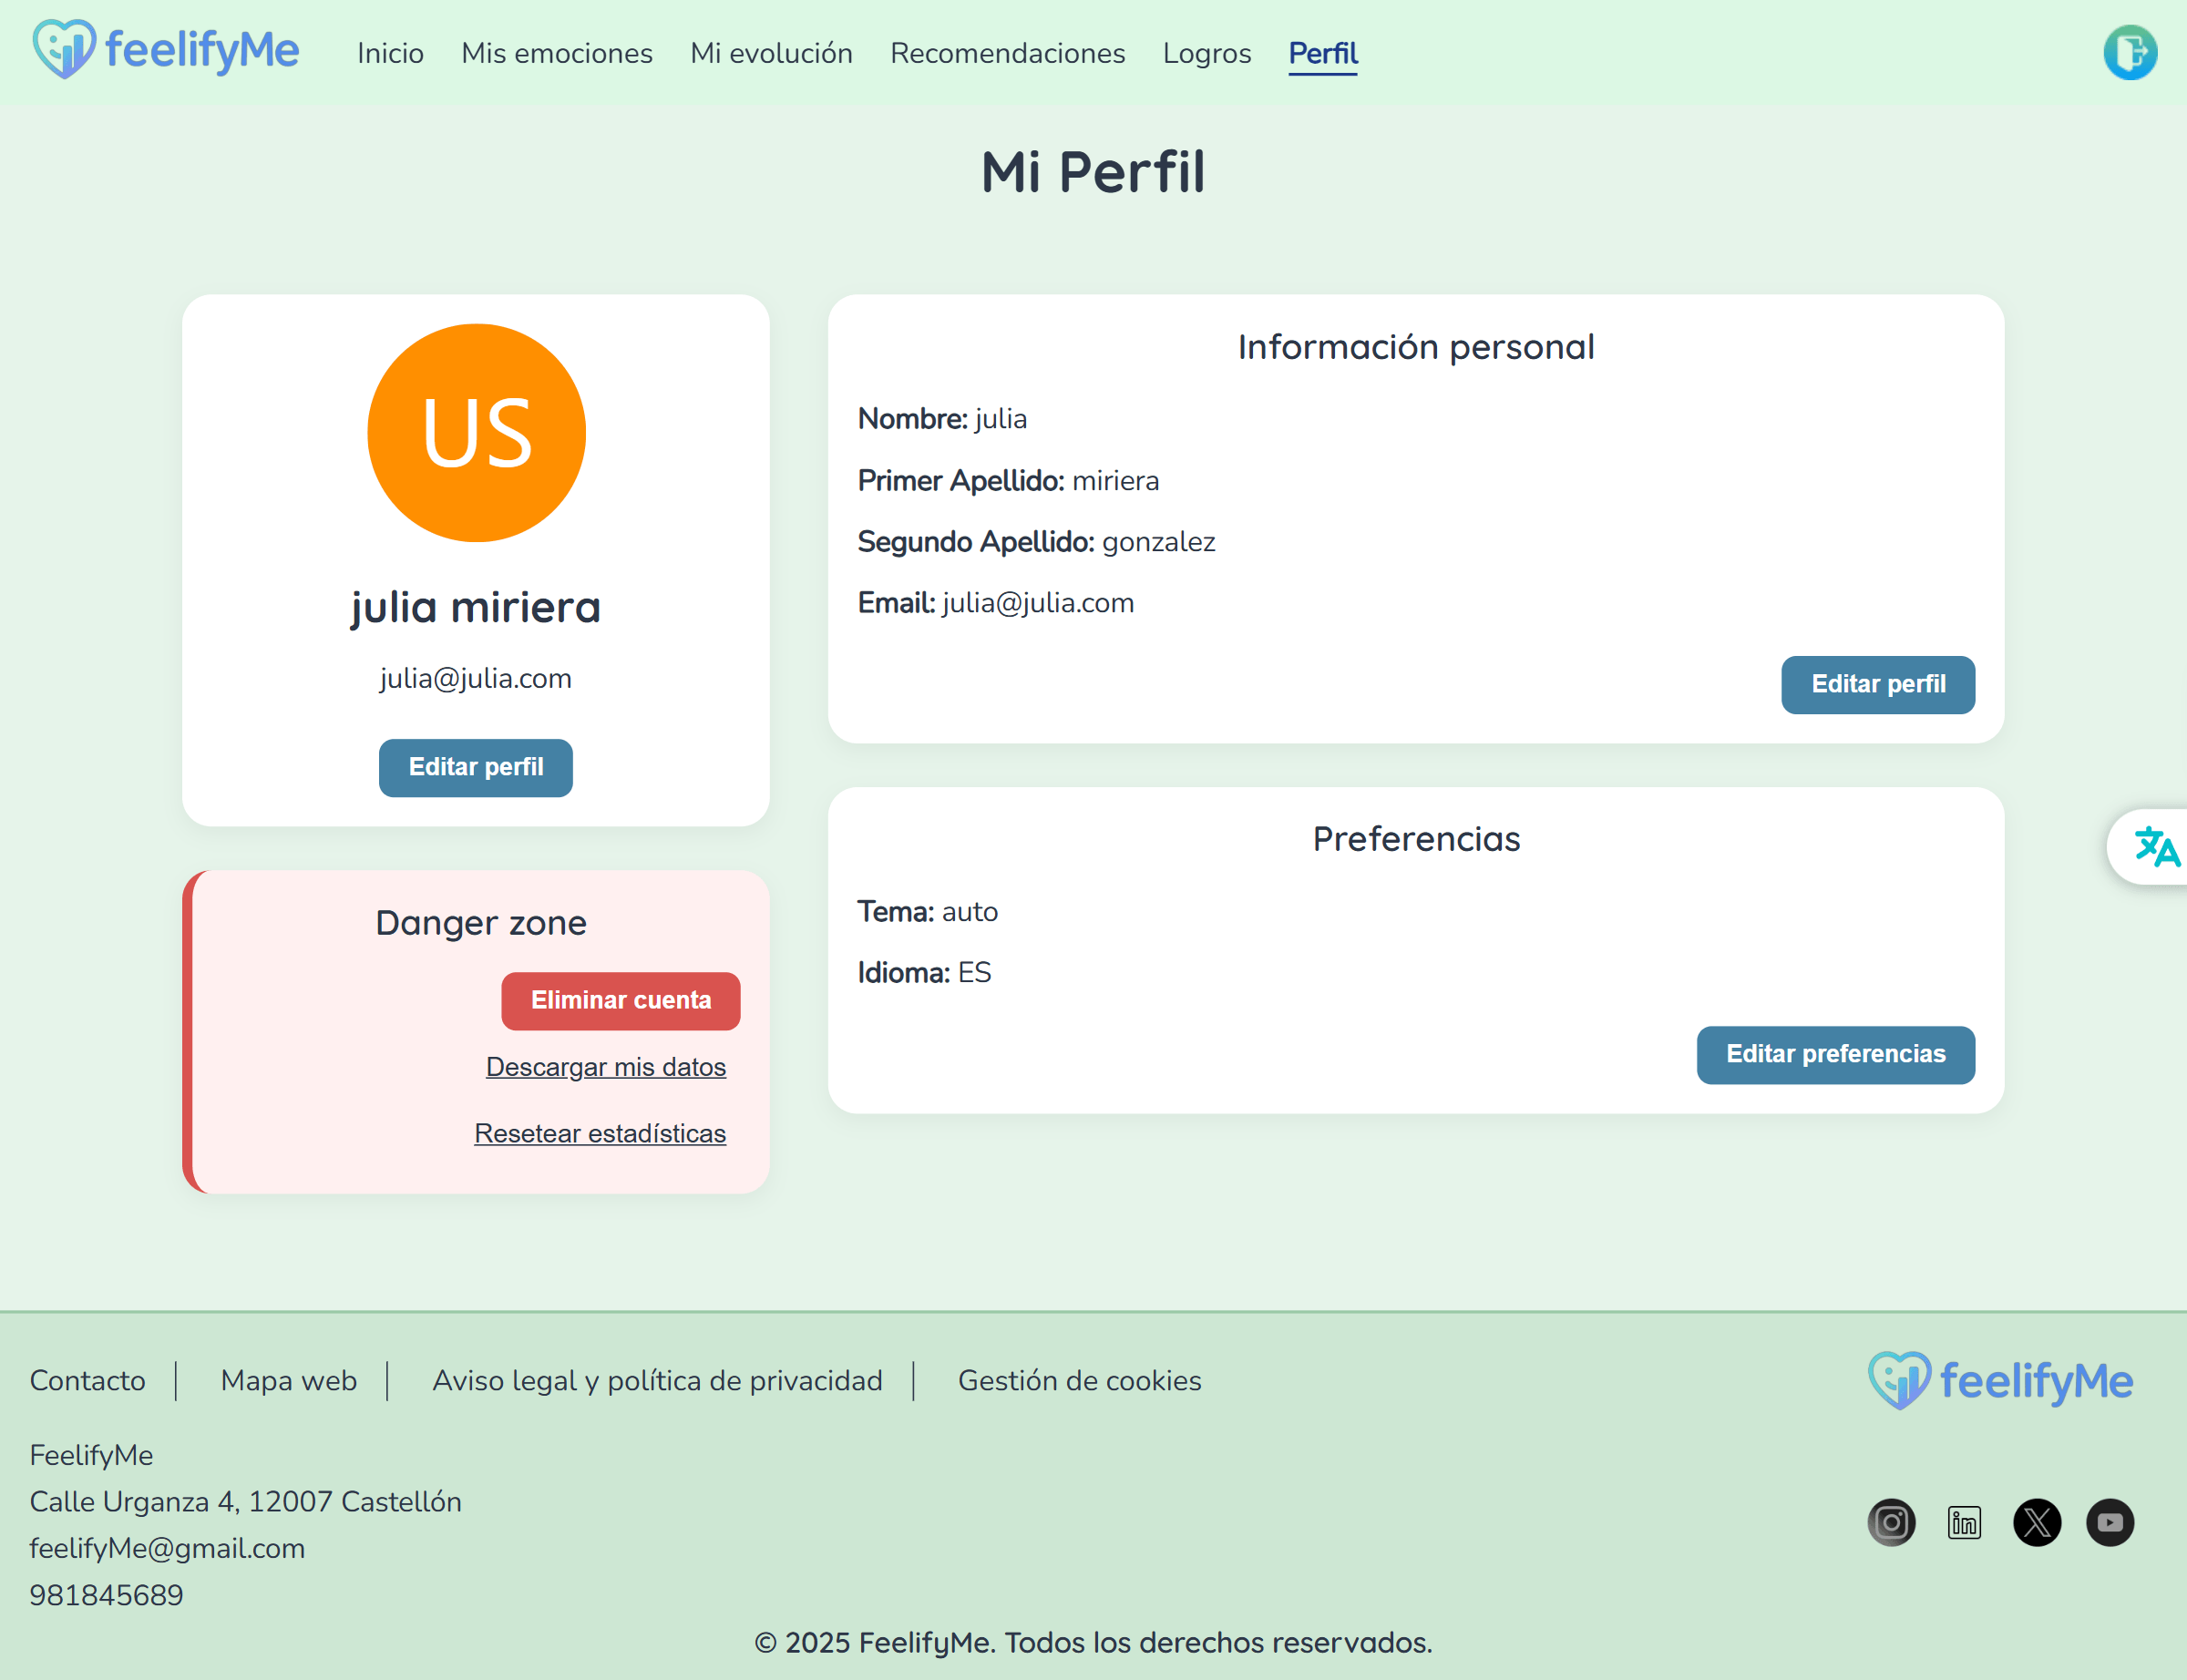 feelifyMe
Inicio Mis emociones Mi evolución Recomendaciones Logros Perfil
Mi Perfil
US
julia miriera
julia@julia.com
Editar perfil
Danger zone
Eliminar cuenta
Descargar mis datos
Resetear estadísticas
Información personal
Nombre: julia
Primer Apellido: miriera
Segundo Apellido: gonzalez
Email: julia@julia.com
Editar perfil
Preferencias
Tema: auto
Idioma: ES
Editar preferencias
Contacto Mapa web Aviso legal y política de privacidad Gestión de cookies
feelifyMe
FeelifyMe
Calle Urganza 4, 12007 Castellón
feelifyMe@gmail.com
981845689
in
X
© 2025 FeelifyMe. Todos los derechos reservados.